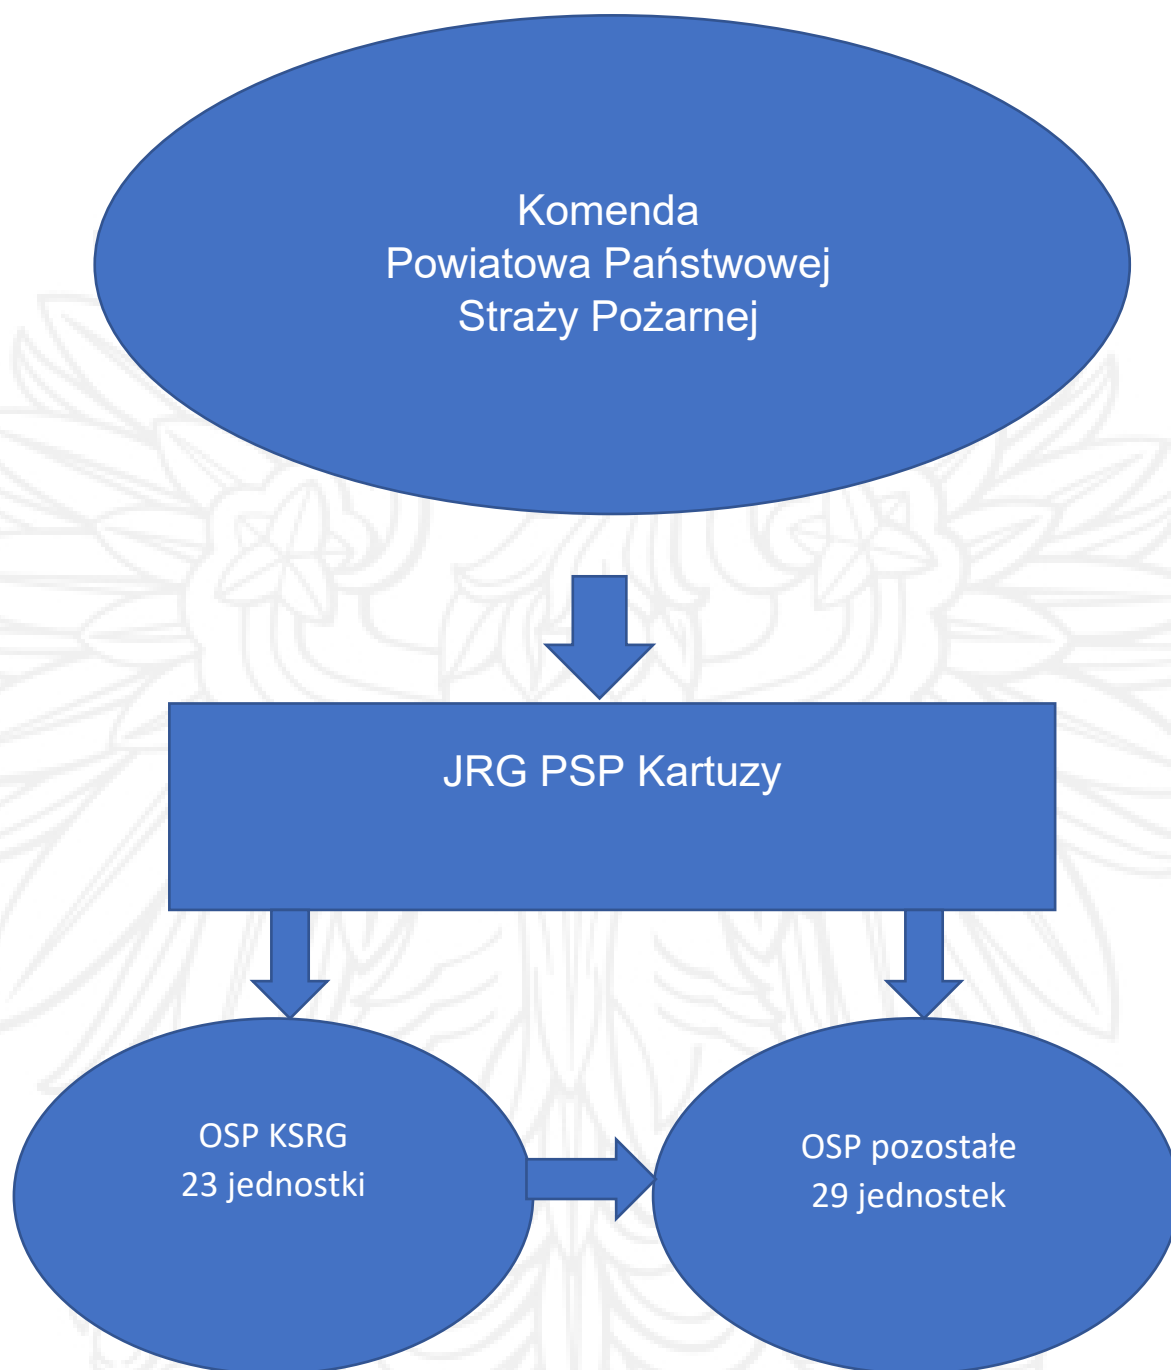 Komenda
Powiatowa Państwowej
Straży Pożarnej
JRG PSP Kartuzy
OSP KSRG
23 jednostki
OSP pozostałe
29 jednostek